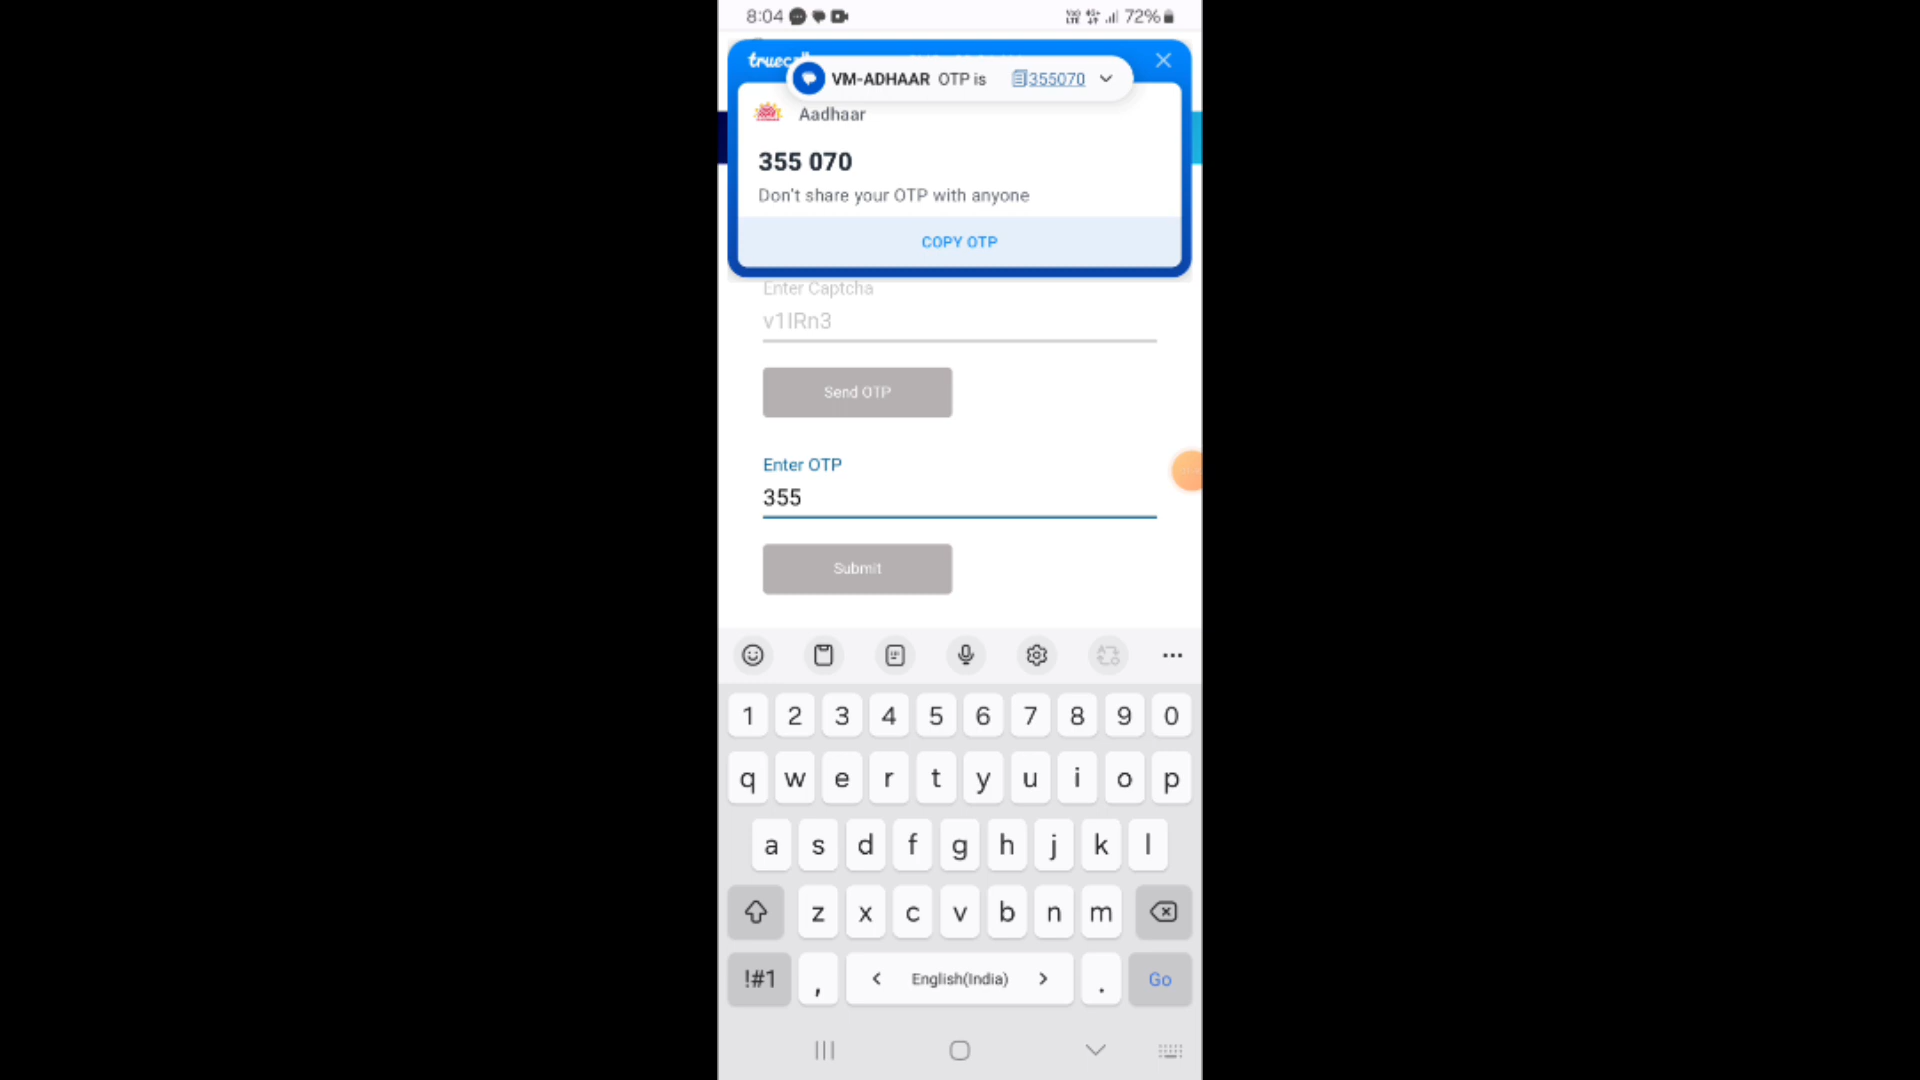 8:04 72%
truec
VM-ADHAAR OTP is 355070
Aadhaar
355 070
Don't share your OTP with anyone
COPY OTP
Enter Captcha
v1IRn3
Send OTP
Enter OTP
355
Submit
1 2 3 4 5 6 7 8 9 0
q w e r t y u i o p
a s d f g h j k l
z x c v b n m
!#1 , < English(India) > . Go